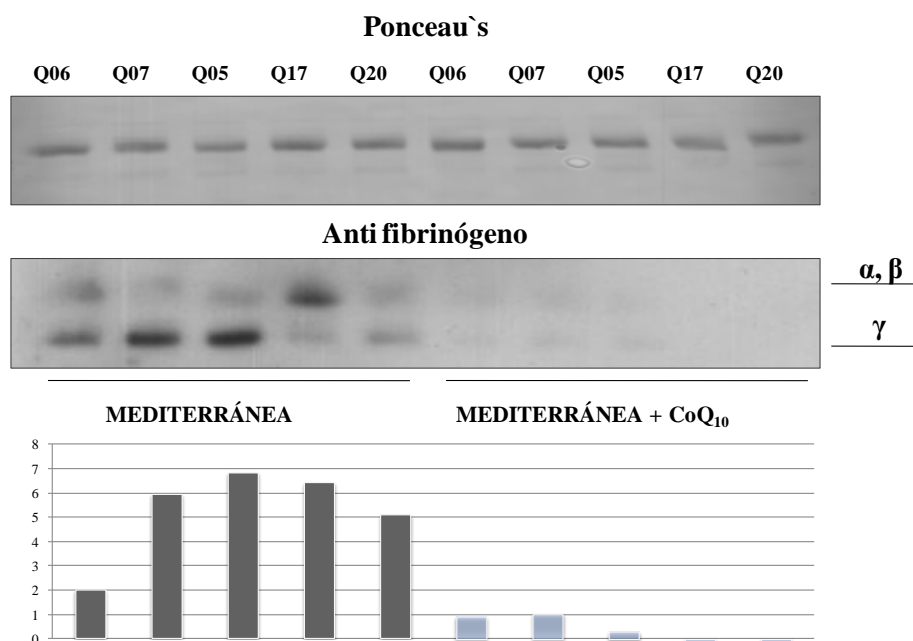 Ponceau`s
Q06 Q07 Q05 Q17 Q20 Q06 Q07 Q05 Q17 Q20
Anti fibrinógeno
α, β
γ
MEDITERRÁNEA MEDITERRÁNEA + CoQ₁₀
8
7
6
5
4
3
2
1
0